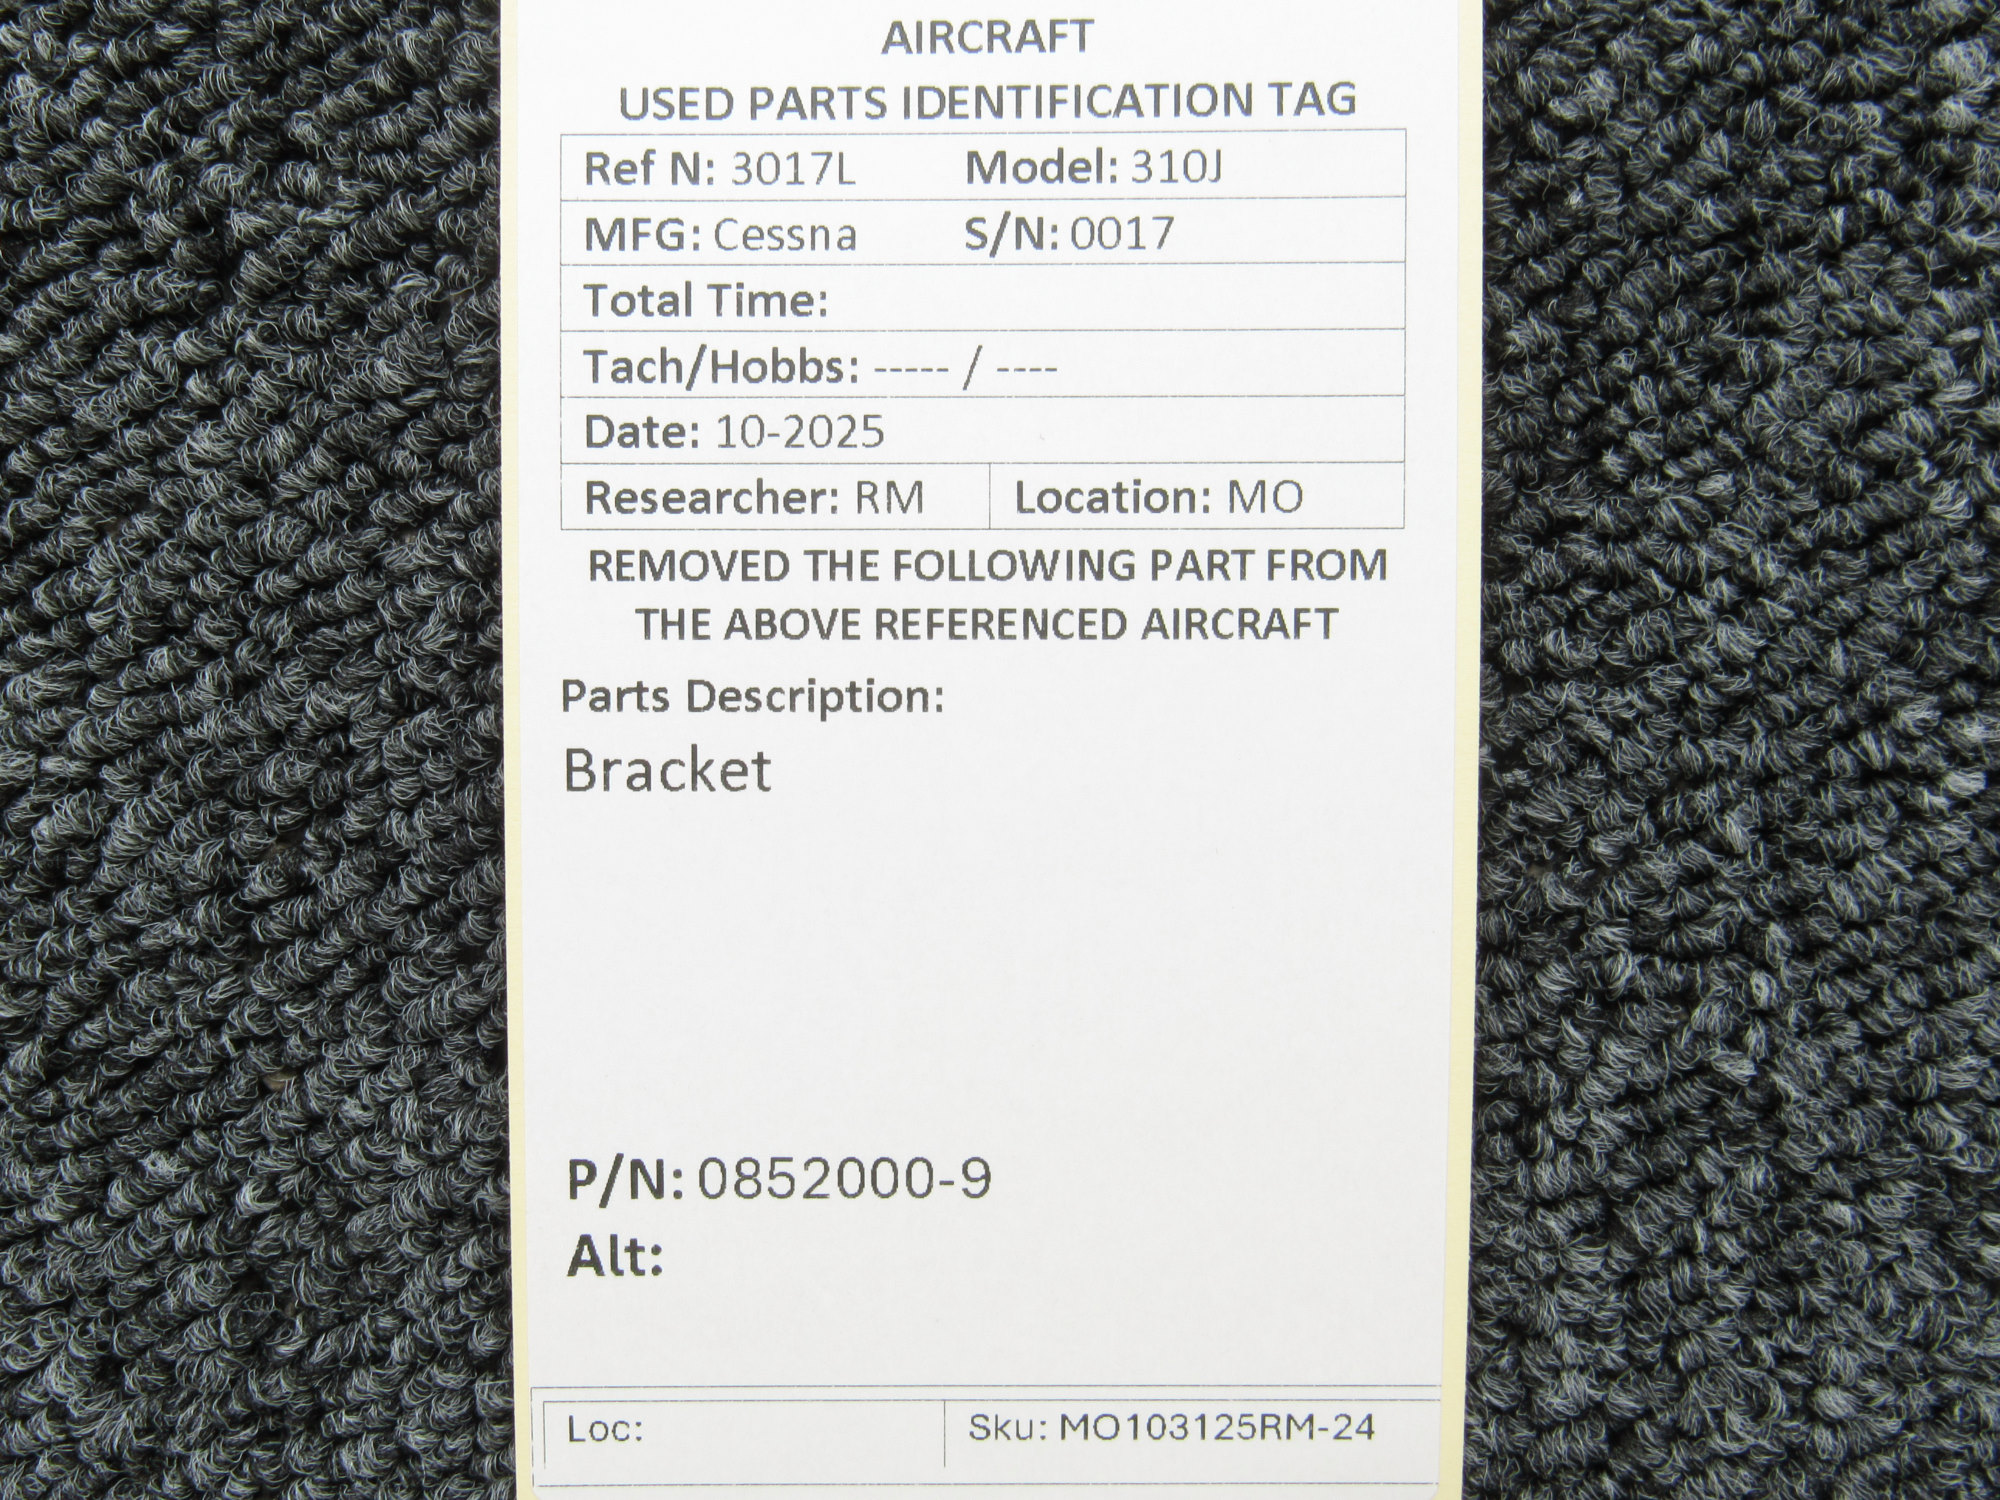 AIRCRAFT
USED PARTS IDENTIFICATION TAG
Ref N: 3017L Model: 310J
MFG: Cessna S/N: 0017
Total Time:
Tach/Hobbs: ----- / ----
Date: 10-2025
Researcher: RM Location: MO
REMOVED THE FOLLOWING PART FROM
THE ABOVE REFERENCED AIRCRAFT
Parts Description:
Bracket
P/N: 0852000-9
Alt:
Loc: Sku: MO103125RM-24